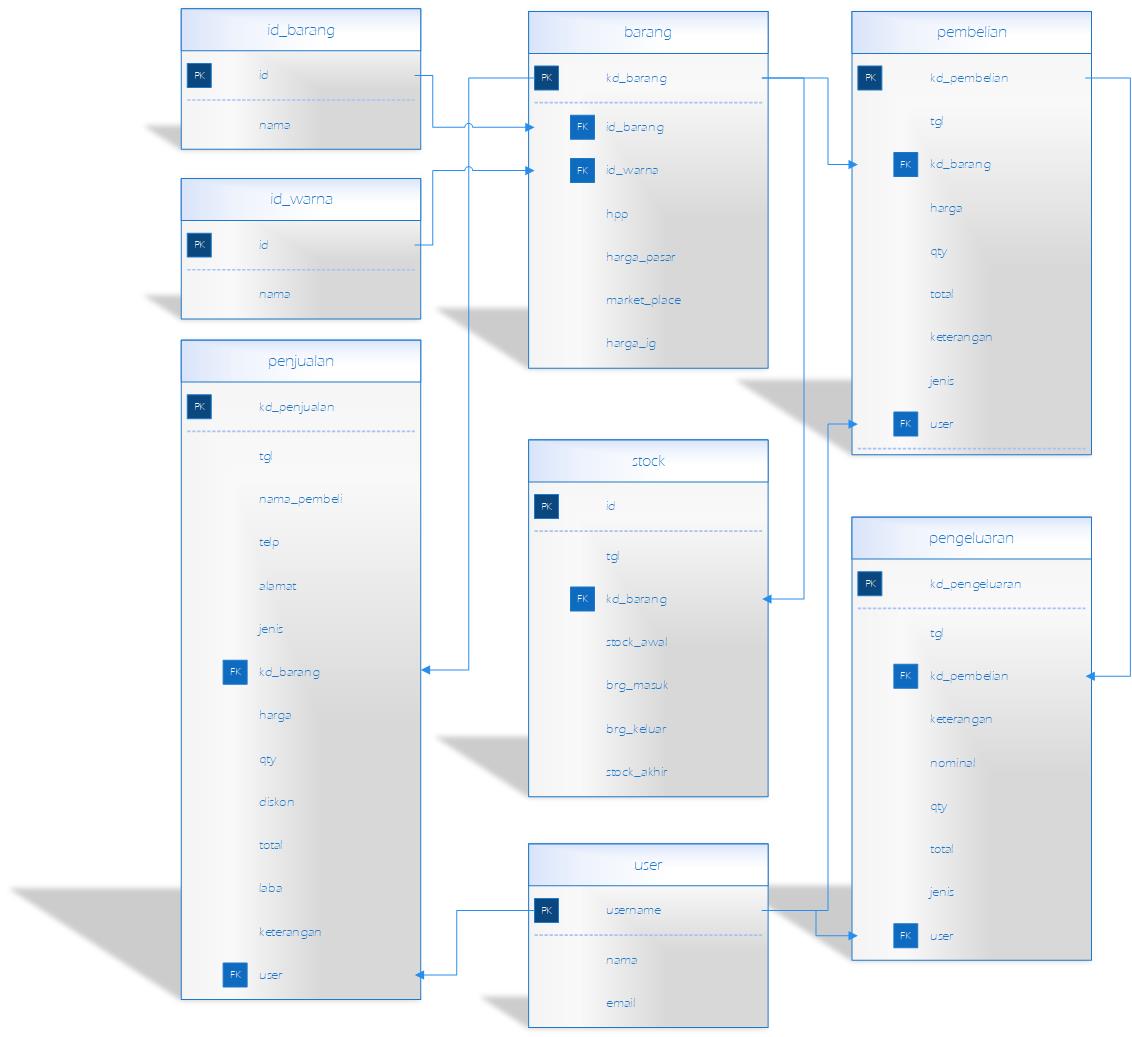 id_barang
PK id
nama
id_warna
PK id
nama
penjualan
PK kd_penjualan
tgl
nama_pembeli
telp
alamat
jenis
FK kd_barang
harga
qty
diskon
total
laba
keterangan
FK user
barang
PK kd_barang
FK id_barang
FK id_warna
hpp
harga_pasar
market_place
harga_ig
stock
PK id
tgl
FK kd_barang
stock_awal
brg_masuk
brg_keluar
stock_akhir
user
PK username
nama
email
pembelian
PK kd_pembelian
tgl
FK kd_barang
harga
qty
total
keterangan
jenis
FK user
pengeluaran
PK kd_pengeluaran
tgl
FK kd_pembelian
keterangan
nominal
qty
total
jenis
FK user